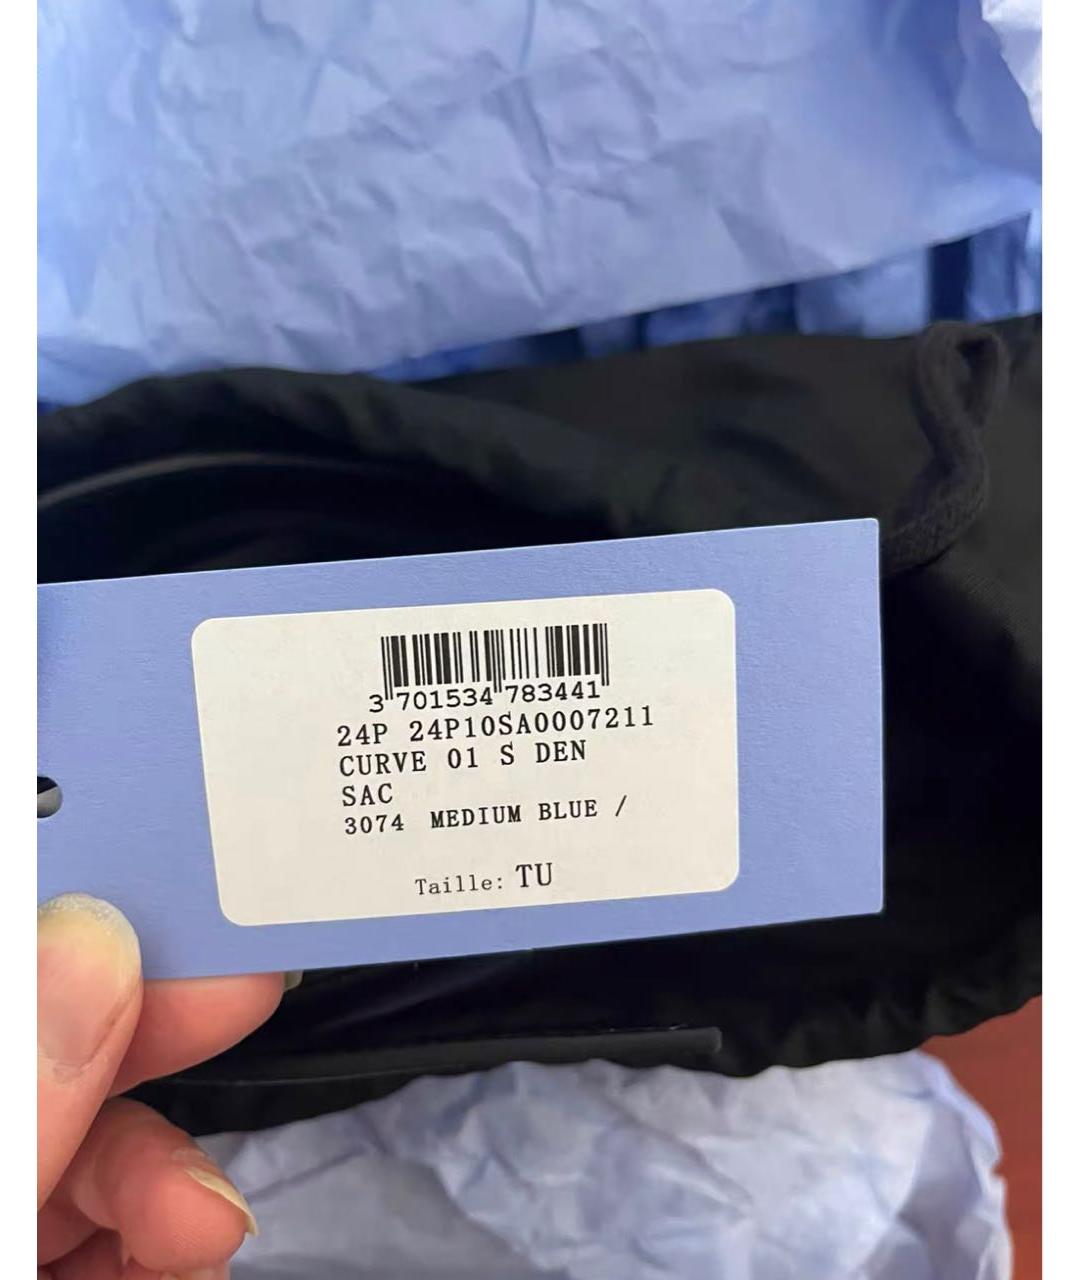 3 701534 783441
24P 24P10SA0007211
CURVE 01 S DEN
SAC
3074 MEDIUM BLUE /
Taille: TU